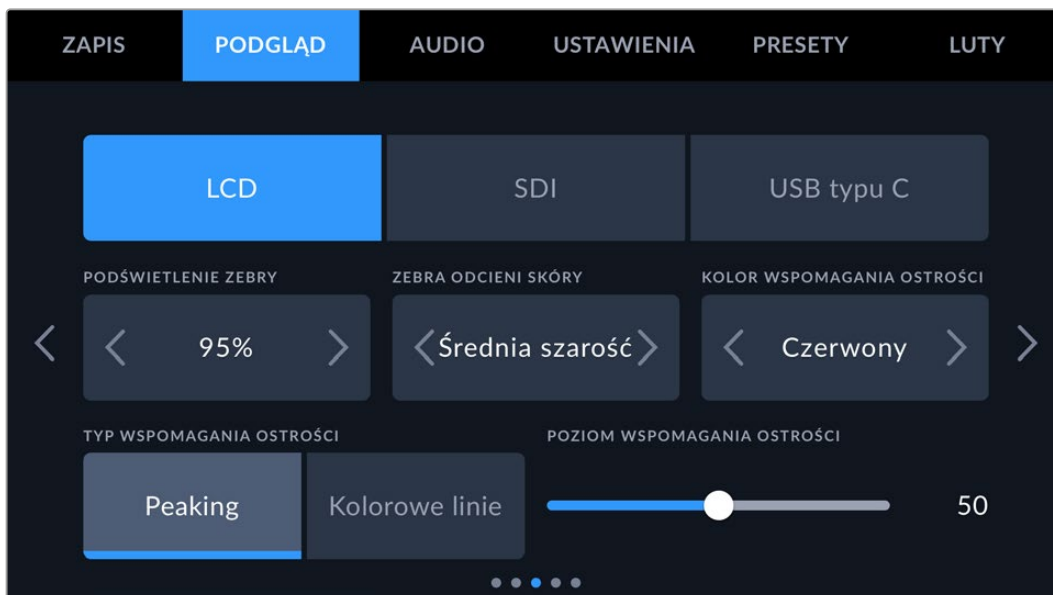 ZAPIS PODGLĄD AUDIO USTAWIENIA PRESETY LUTY
LCD SDI USB typu C
PODŚWIETLENIE ZEBRY ZEBRA ODCIENI SKÓRY KOLOR WSPOMAGANIA OSTROŚCI
95% Średnia szarość Czerwony
TYP WSPOMAGANIA OSTROŚCI POZIOM WSPOMAGANIA OSTROŚCI
Peaking Kolorowe linie 50